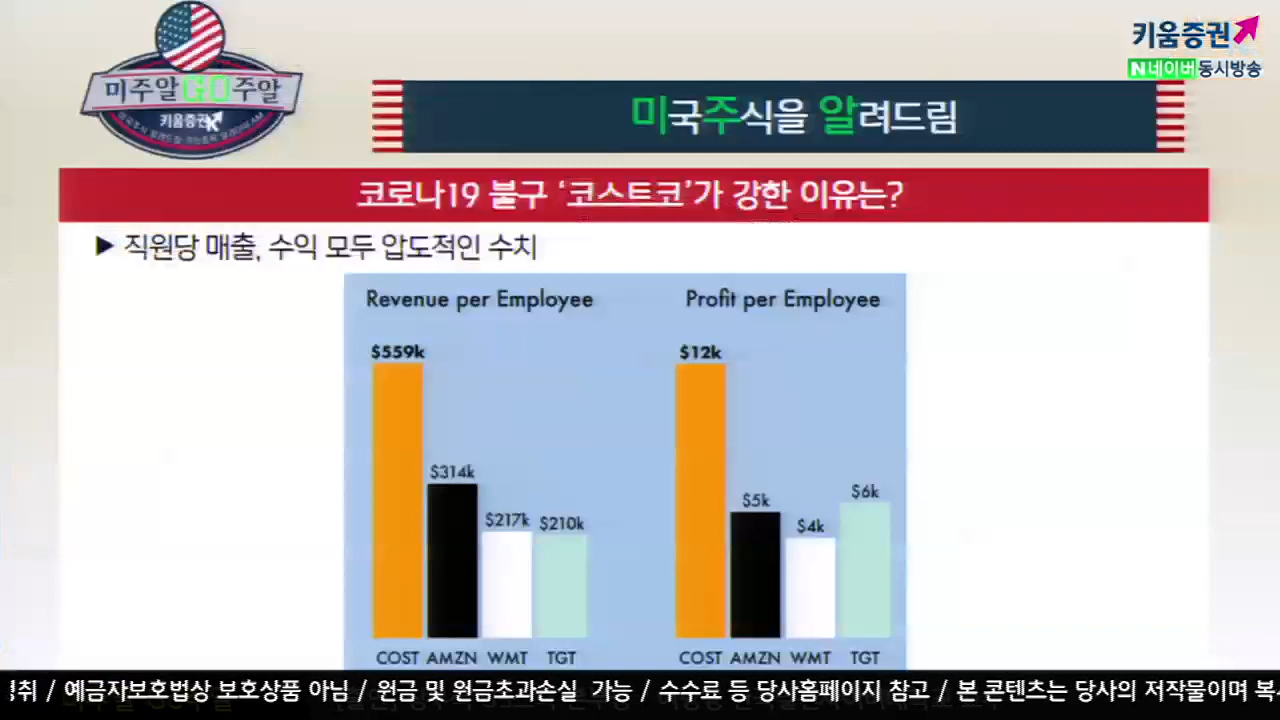 미주알GO주알
키움증권
키움증권
N 네이버 동시방송
미국주식을 알려드림
코로나19 불구 ‘코스트코’가 강한 이유는?
▶ 직원당 매출, 수익 모두 압도적인 수치
Revenue per Employee
Profit per Employee
$559k
$314k
$217k
$210k
$12k
$5k
$4k
$6k
COST AMZN WMT TGT
COST AMZN WMT TGT
취 / 예금자보호법상 보호상품 아님 / 원금 및 원금초과손실 가능 / 수수료 등 당사홈페이지 참고 / 본 콘텐츠는 당사의 저작물이며 복